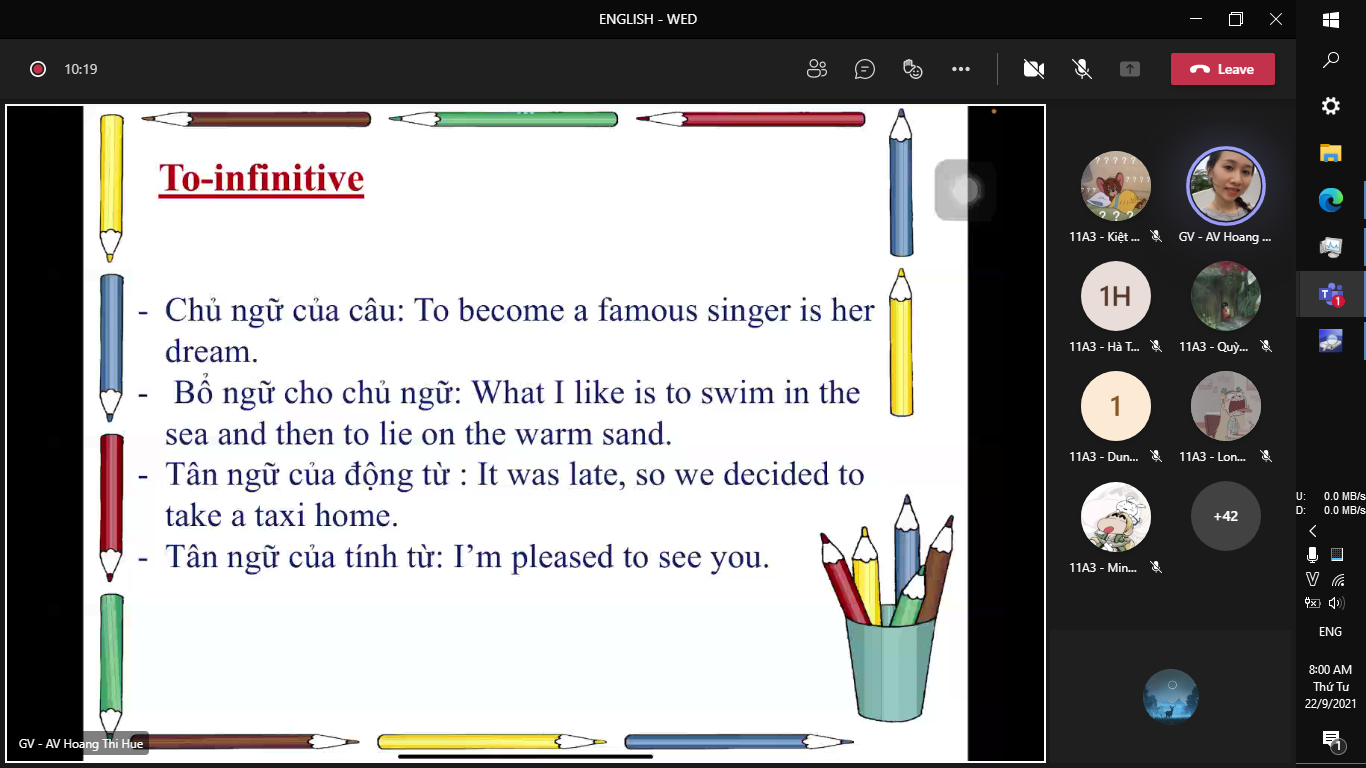 ENGLISH - WED
10:19
Leave
To-infinitive
- Chủ ngữ của câu: To become a famous singer is her
dream.
- Bổ ngữ cho chủ ngữ: What I like is to swim in the
sea and then to lie on the warm sand.
- Tân ngữ của động từ : It was late, so we decided to
take a taxi home.
- Tân ngữ của tính từ: I'm pleased to see you.
GV - AV Hoang Thi Hue
? ? ? ? ?
? ? ?
11A3 - Kiệt ...
GV - AV Hoang ...
1H
11A3 - Hà T...
11A3 - Quỳ...
1
11A3 - Dun...
11A3 - Lon...
+42
11A3 - Min...
T
1
U: 0.0 MB/s
D: 0.0 MB/s
ENG
8:00 AM
Thứ Tư
22/9/2021
1